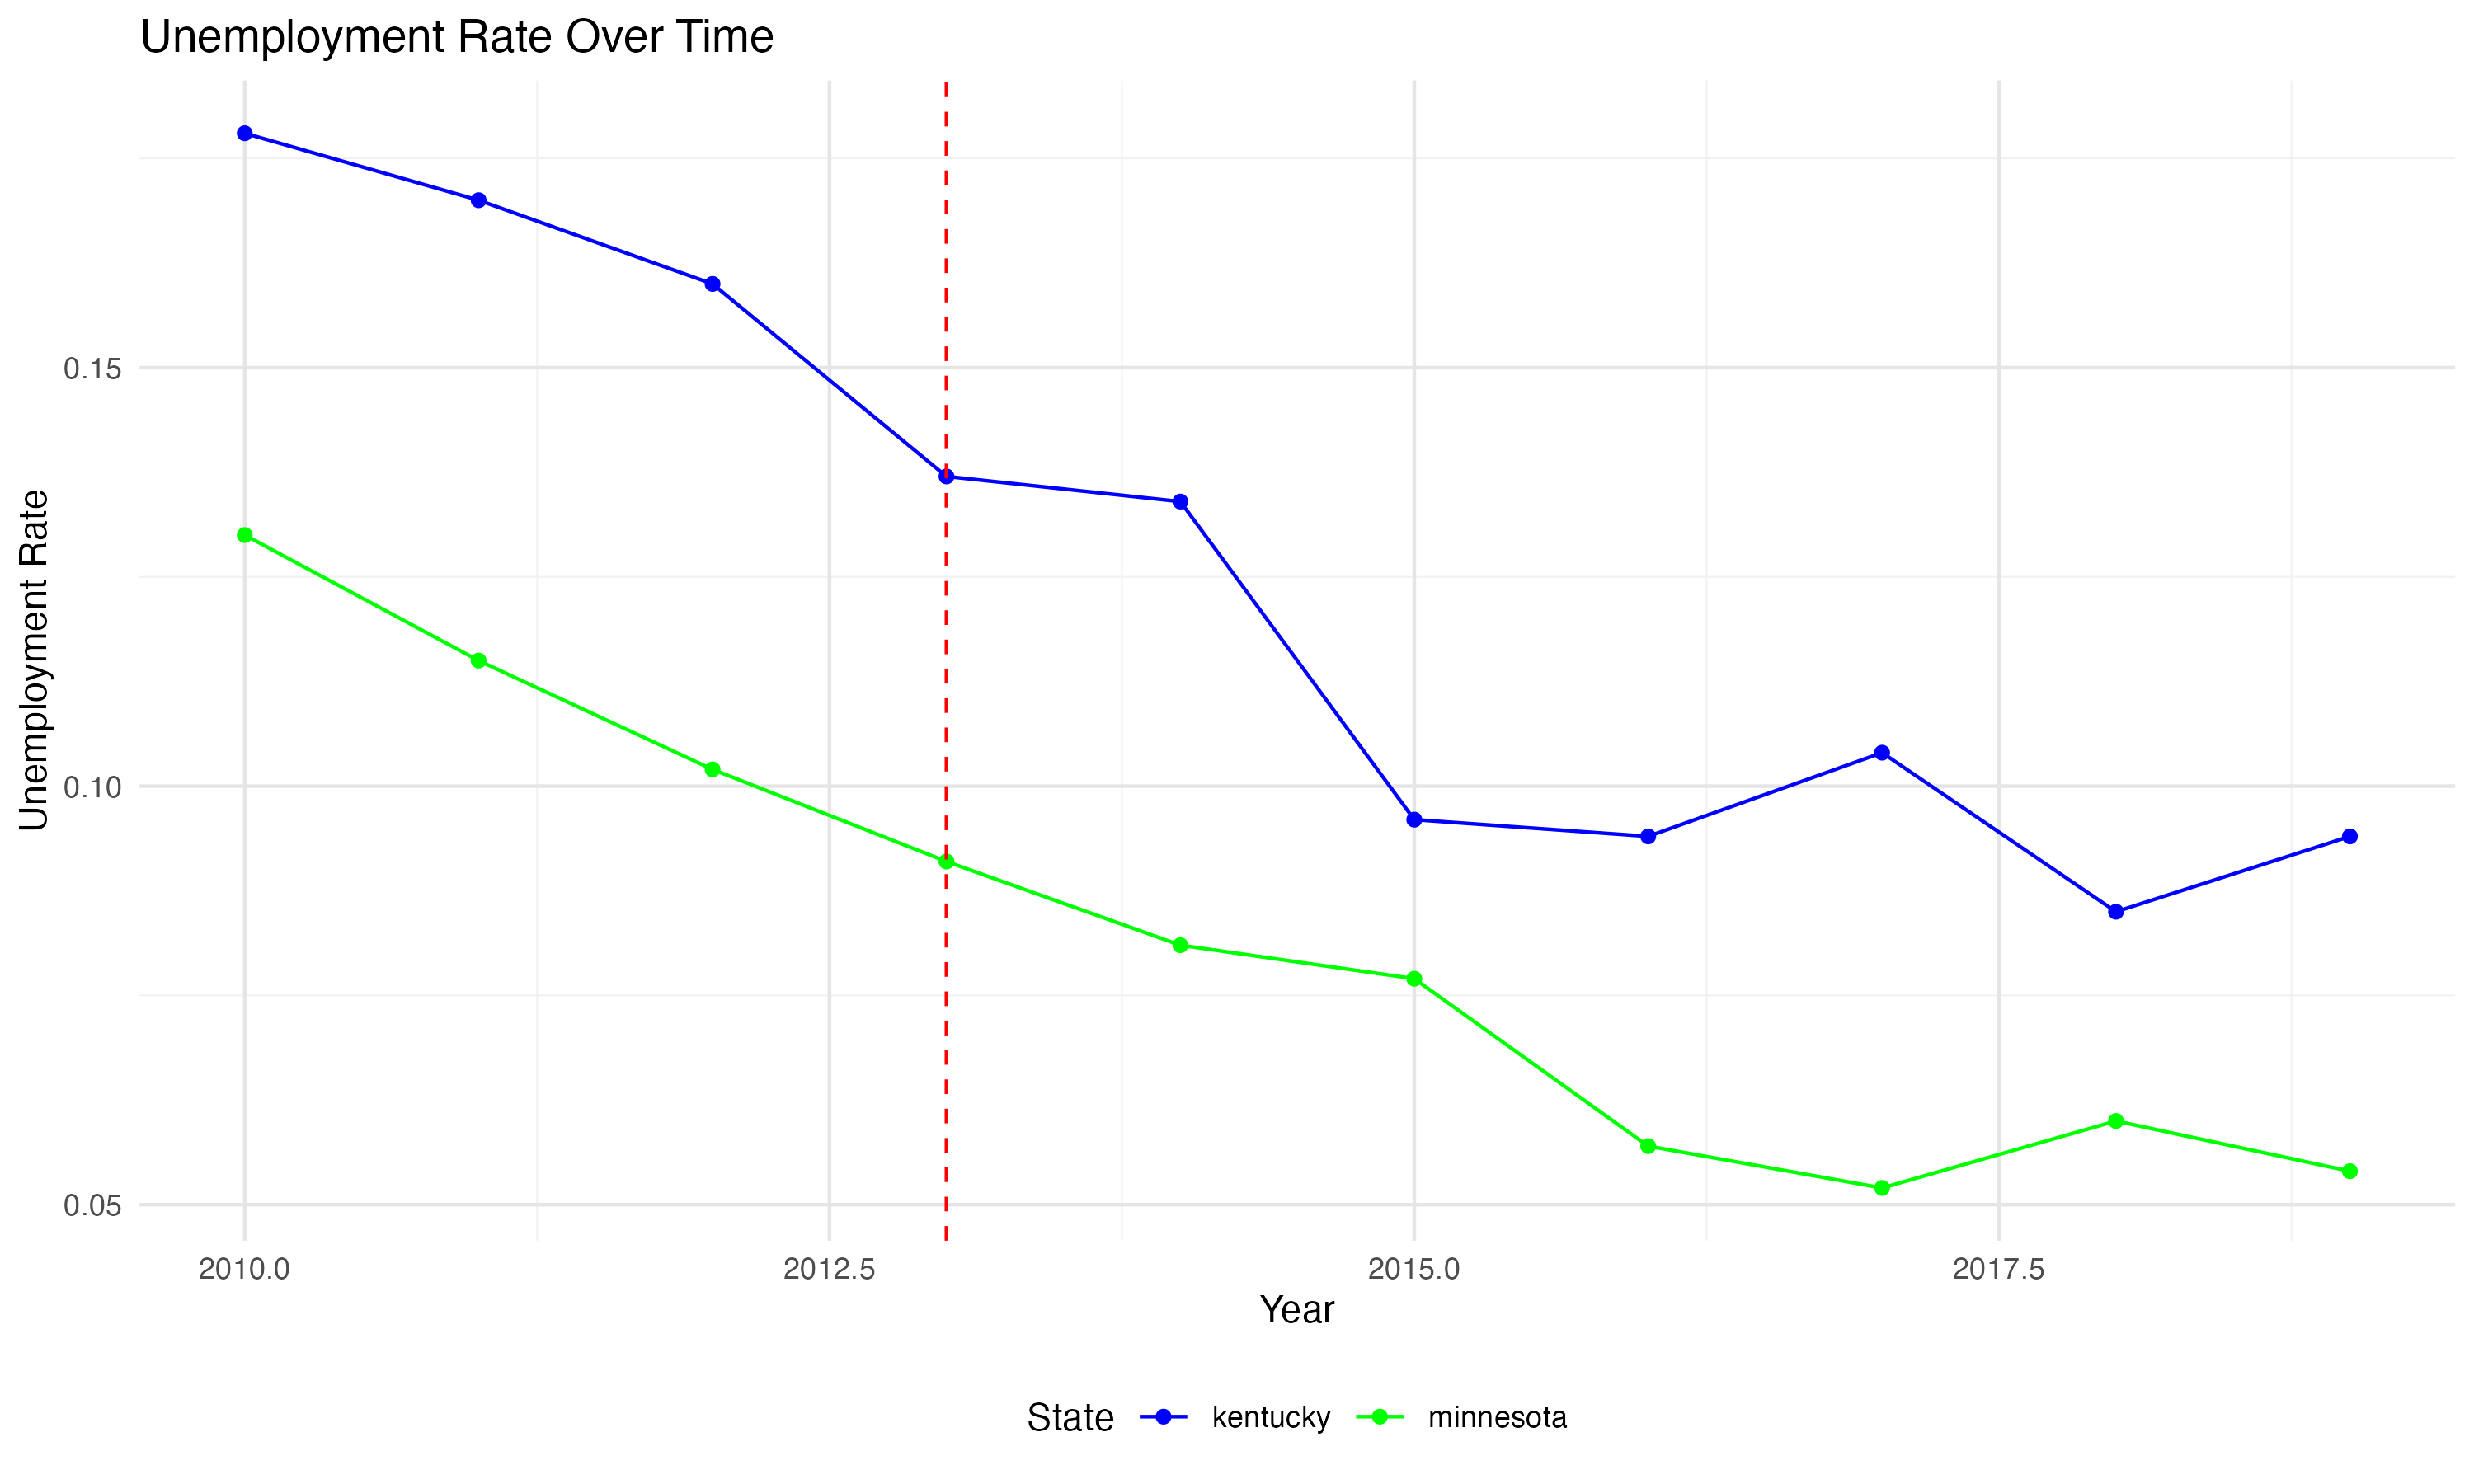 Unemployment Rate Over Time
Unemployment Rate
0.15
0.10
0.05
2010.0 2012.5 2015.0 2017.5
Year
State kentucky minnesota